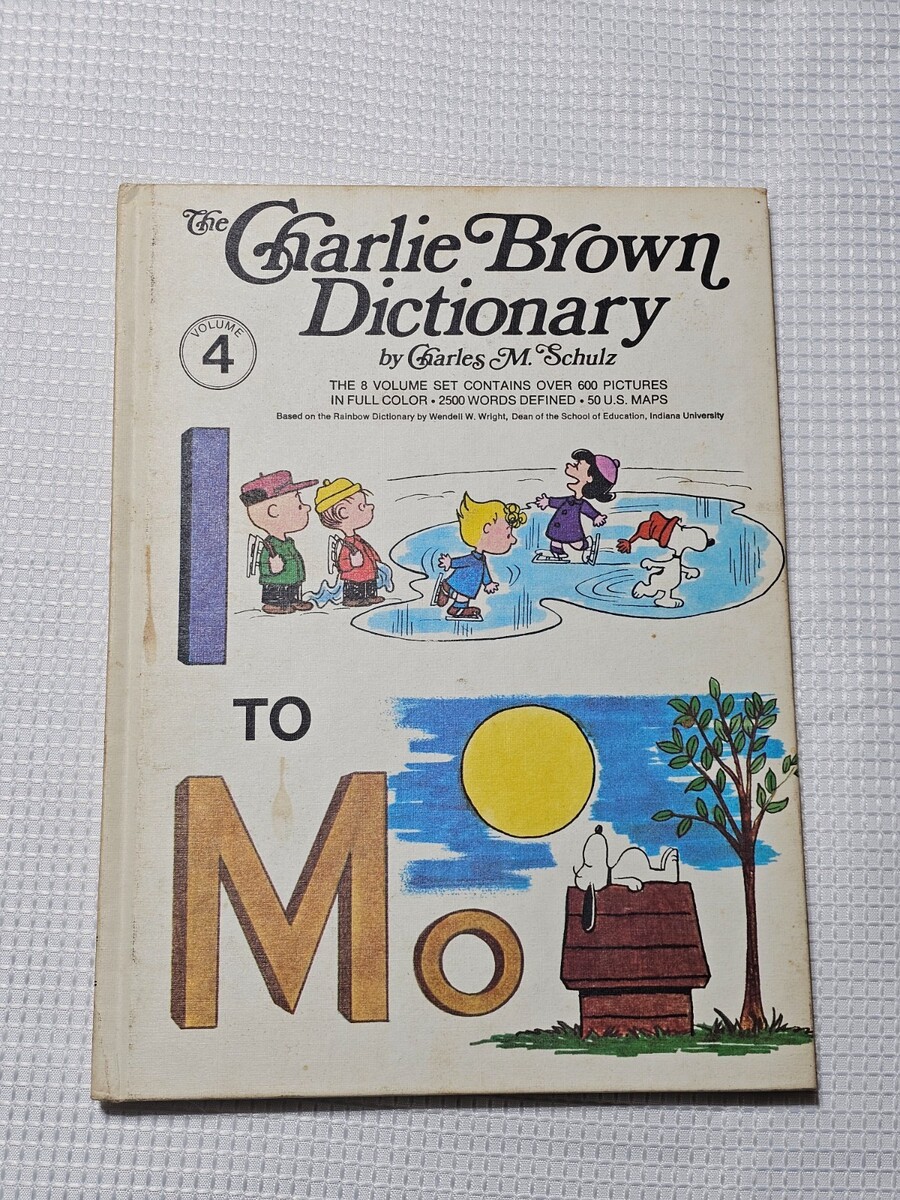 The Charlie Brown
Dictionary
by Charles M. Schulz
VOLUME
4
THE 8 VOLUME SET CONTAINS OVER 600 PICTURES
IN FULL COLOR • 2500 WORDS DEFINED • 50 U.S. MAPS
Based on the Rainbow Dictionary by Wendell W. Wright, Dean of the School of Education, Indiana University
I
TO
Mo